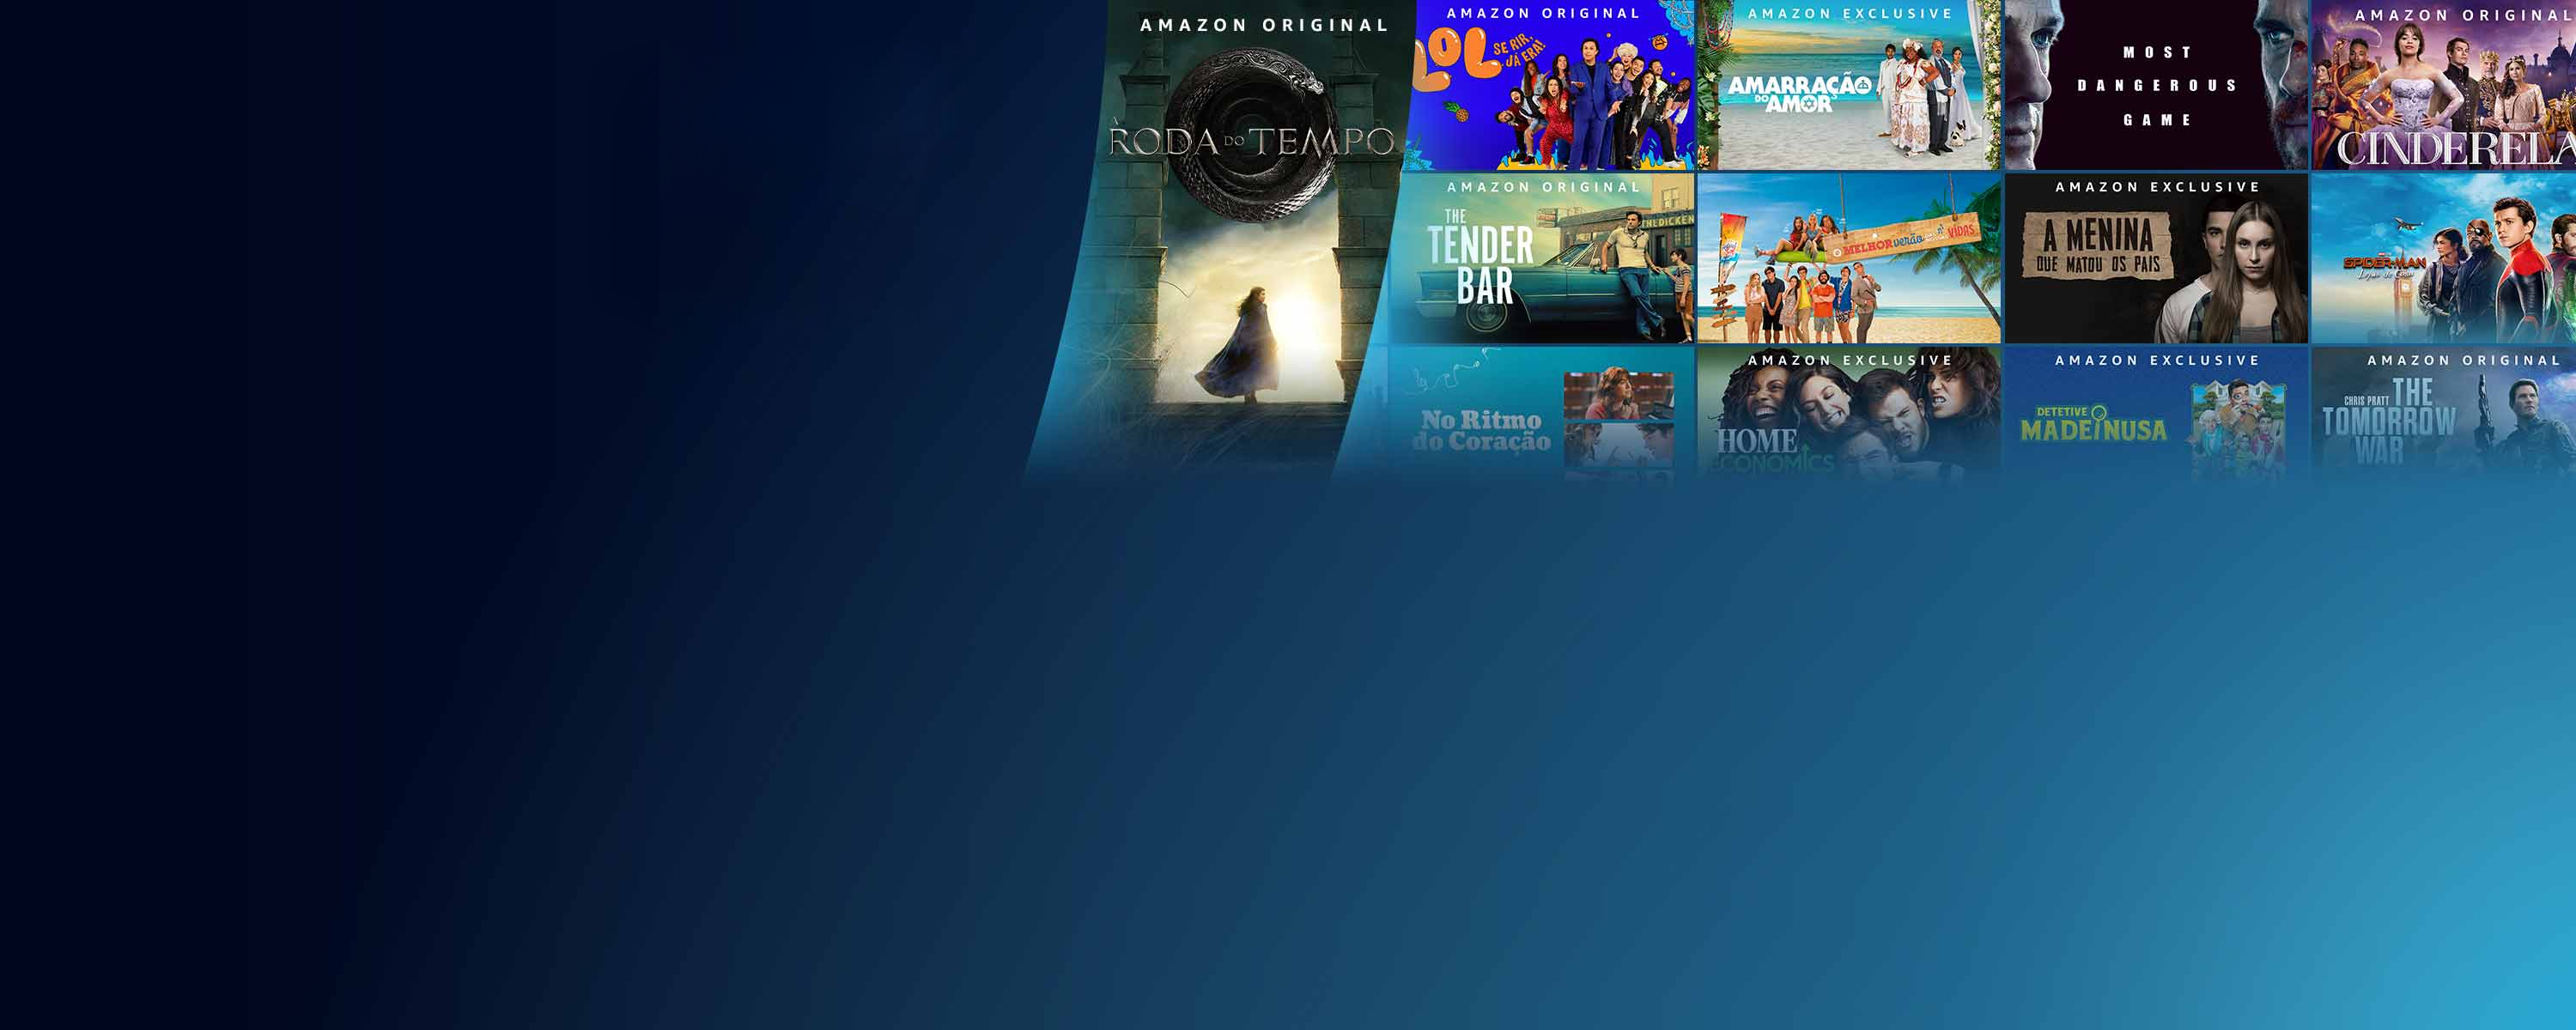 AMAZON ORIGINAL
A
RODA DO TEMPO
AMAZON ORIGINAL
LOL
SE RIR,
JÁ ERA!
AMAZON EXCLUSIVE
AMARRAÇÃO
DO AMOR
MOST
DANGEROUS
GAME
AMAZON ORIGINAL
CINDERELA
AMAZON ORIGINAL
THE
TENDER
BAR
THE DICKEN
O MELHOR verão das nossas VIDAS
AMAZON EXCLUSIVE
A MENINA
QUE MATOU OS PAIS
SPIDER-MAN
Longe de Casa
No Ritmo
do Coração
AMAZON EXCLUSIVE
HOME
ECONOMICS
AMAZON EXCLUSIVE
DETETIVE
MADEINUSA
AMAZON ORIGINAL
CHRIS PRATT THE
TOMORROW
WAR